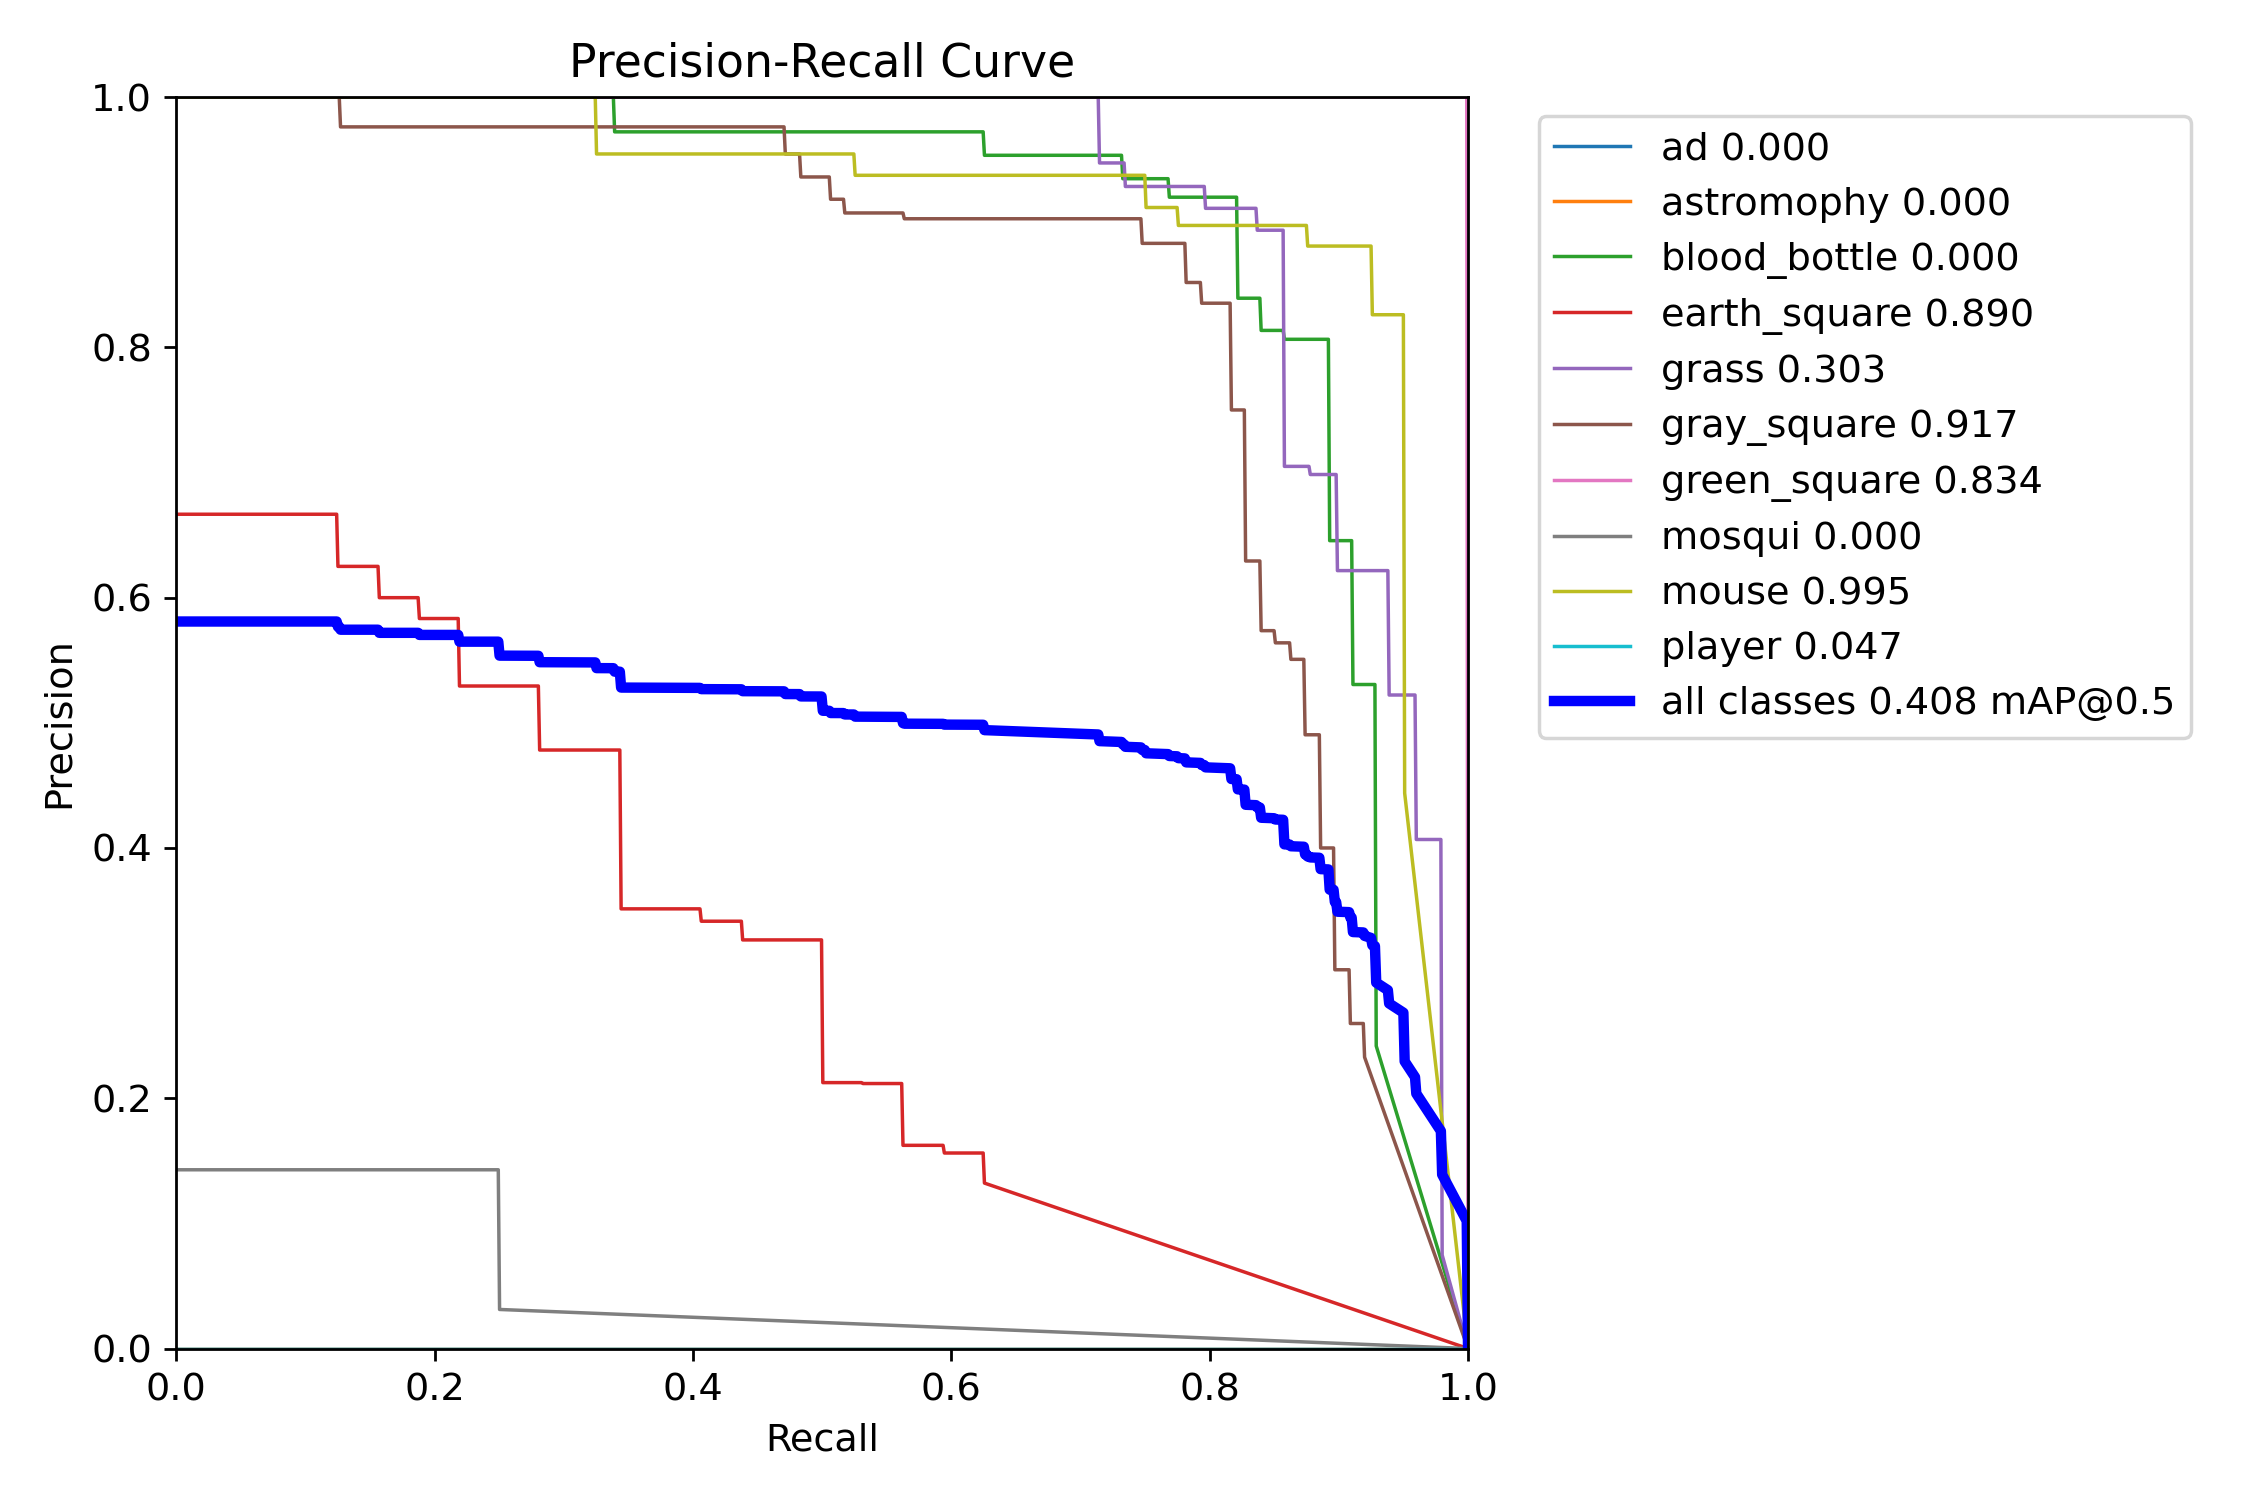 Precision-Recall Curve
1.0
0.8
0.6
0.4
0.2
0.0
Precision
0.0 0.2 0.4 0.6 0.8 1.0
Recall
ad 0.000
astromophy 0.000
blood_bottle 0.000
earth_square 0.890
grass 0.303
gray_square 0.917
green_square 0.834
mosqui 0.000
mouse 0.995
player 0.047
all classes 0.408 mAP@0.5